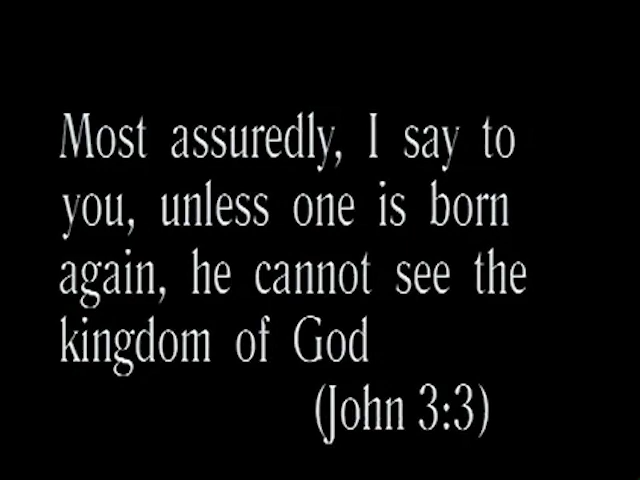 Most assuredly, I say to
you, unless one is born
again, he cannot see the
kingdom of God
(John 3:3)